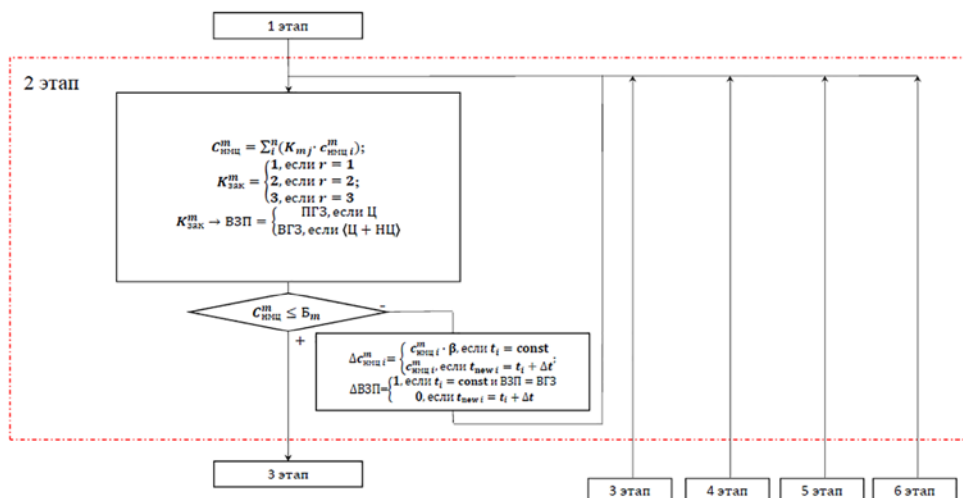 1 этап
2 этап
C^m_нмц = ∑^n_i(K_mj · c^m_нмц i);
K^m_зак = {1, если r = 1
2, если r = 2;
3, если r = 3
K^m_зак → ВЗП = {ПГЗ, если Ц
ВГЗ, если (Ц + НЦ)
C^m_нмц ≤ Б_m
-
+
Δc^m_нмц i = {c^m_нмц i · β, если t_i = const
c^m_нмц i, если t_new i = t_i + Δt;
ΔВЗП={1, если t_i = const и ВЗП = ВГЗ
0, если t_new i = t_i + Δt
3 этап
3 этап
4 этап
5 этап
6 этап